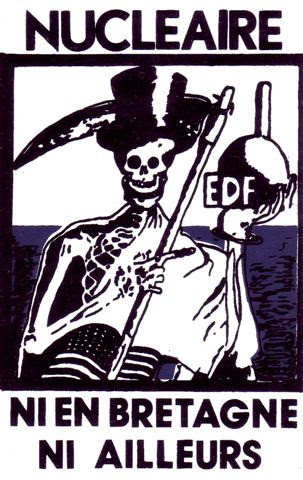 NUCLEAIRE
EDF
NI EN BRETAGNE
NI AILLEURS